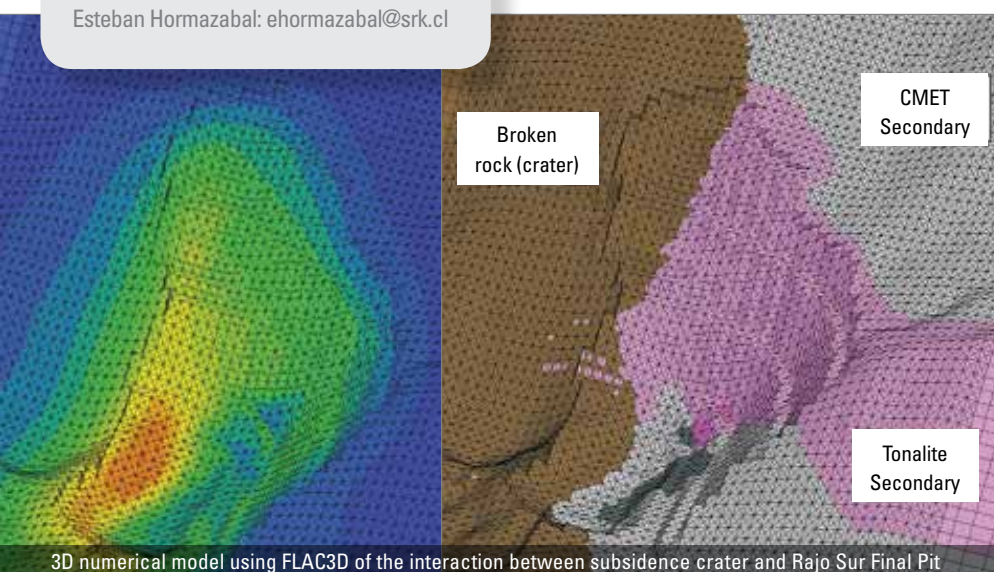 Esteban Hormazabal: ehormazabal@srk.cl
Broken
rock (crater)
CMET
Secondary
Tonalite
Secondary
3D numerical model using FLAC3D of the interaction between subsidence crater and Rajo Sur Final Pit